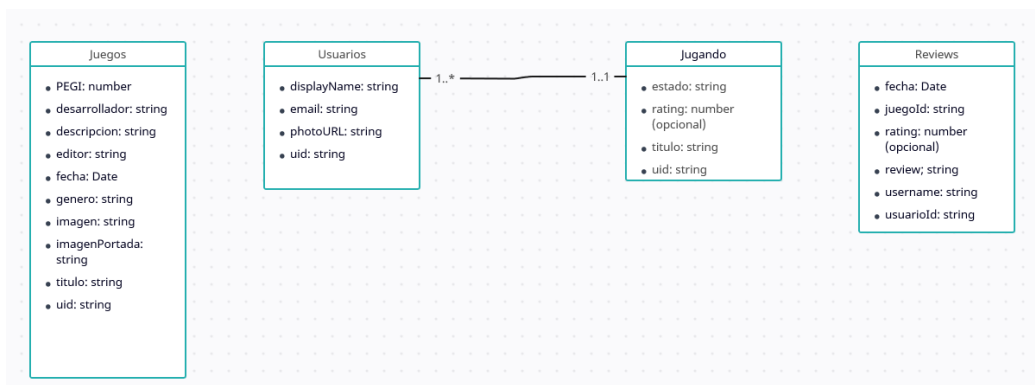 Juegos
PEGI: number
desarrollador: string
descripcion: string
editor: string
fecha: Date
genero: string
imagen: string
imagenPortada:
string
titulo: string
uid: string
Usuarios
displayName: string
email: string
photoURL: string
uid: string
1..*
1..1
Jugando
estado: string
rating: number
(opcional)
titulo: string
uid: string
Reviews
fecha: Date
juegoId: string
rating: number
(opcional)
review; string
username: string
usuarioId: string